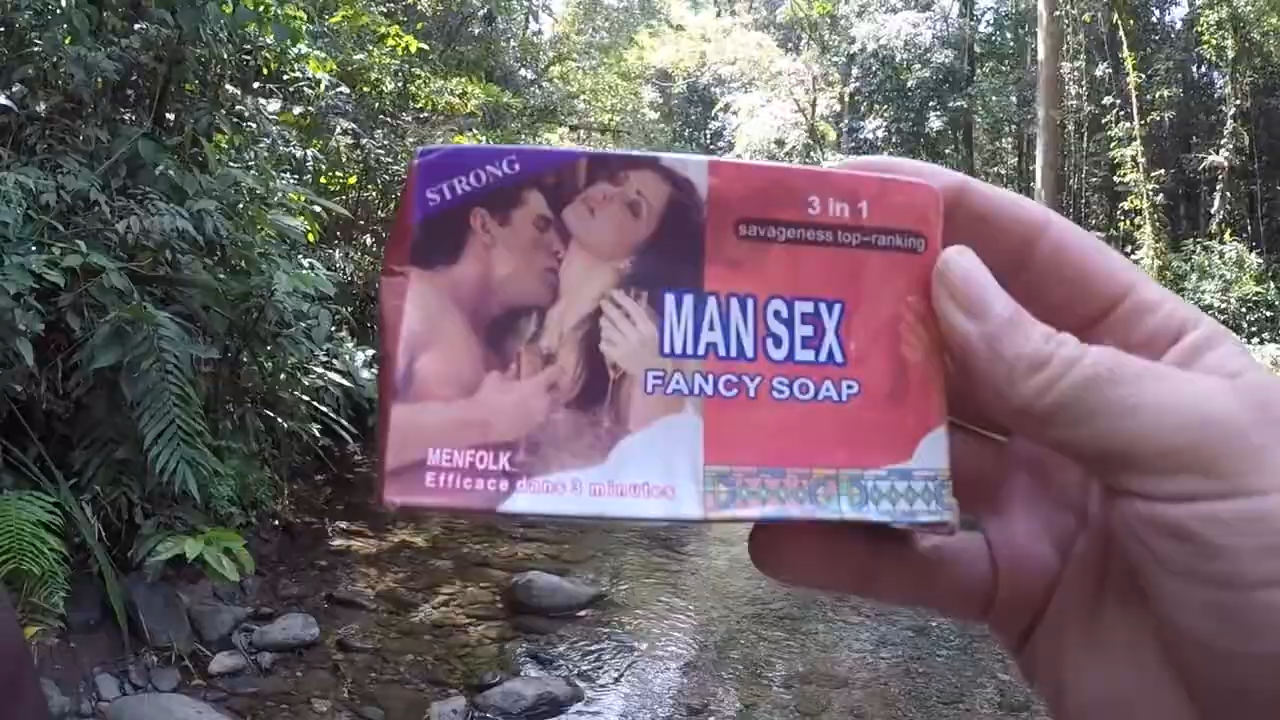 STRONG
3 in 1
savageness top-ranking
MAN SEX
FANCY SOAP
MENFOLK
Efficace dans 3 minutes